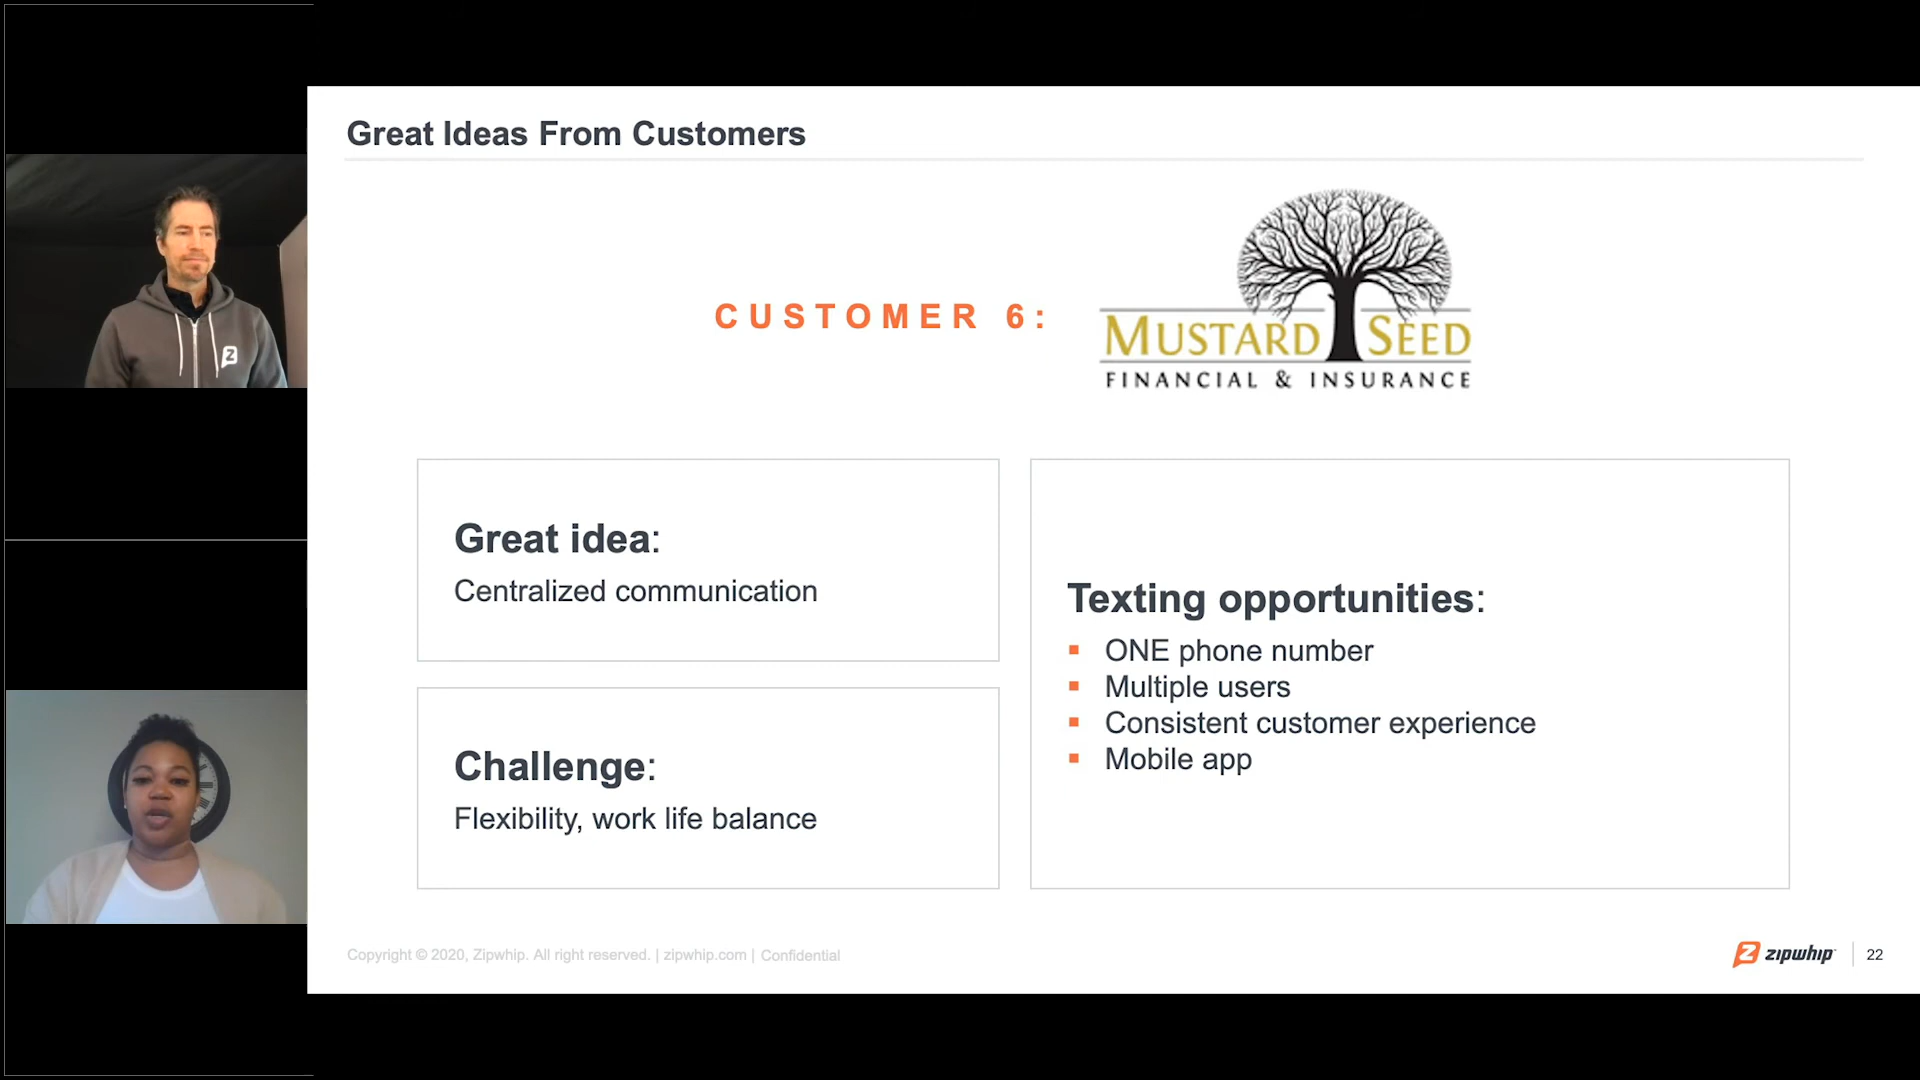 Great Ideas From Customers
CUSTOMER 6:
MUSTARD SEED
FINANCIAL & INSURANCE
Great idea:
Centralized communication
Challenge:
Flexibility, work life balance
Texting opportunities:
▪ ONE phone number
▪ Multiple users
▪ Consistent customer experience
▪ Mobile app
Copyright © 2020, Zipwhip. All right reserved. | zipwhip.com | Confidential
zipwhip
22